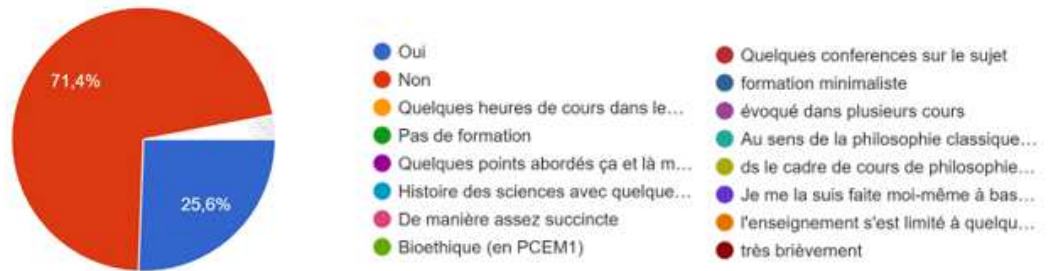 71,4%
25,6%
Oui
Non
Quelques heures de cours dans le…
Pas de formation
Quelques points abordés ça et là m…
Histoire des sciences avec quelque…
De manière assez succincte
Bioethique (en PCEM1)
Quelques conferences sur le sujet
formation minimaliste
évoqué dans plusieurs cours
Au sens de la philosophie classique…
ds le cadre de cours de philosophie…
Je me la suis faite moi-même à bas…
l'enseignement s'est limité à quelqu…
très brièvement